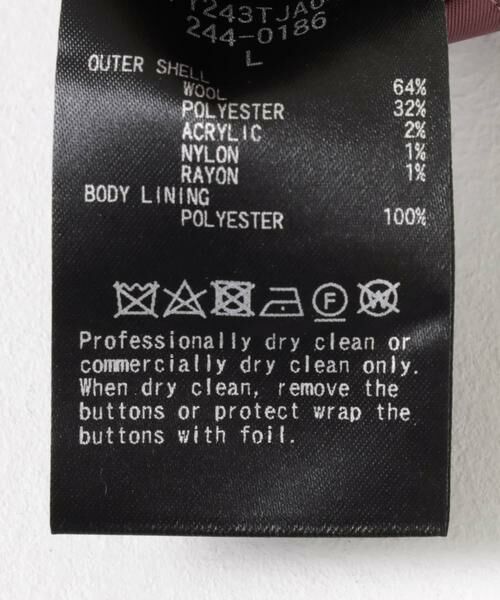 244-0186
L
OUTER SHELL
WOOL 64%
POLYESTER 32%
ACRYLIC 2%
NYLON 1%
RAYON 1%
BODY LINING
POLYESTER 100%
F W
Professionally dry clean or
commercially dry clean only.
When dry clean, remove the
buttons or protect wrap the
buttons with foil.